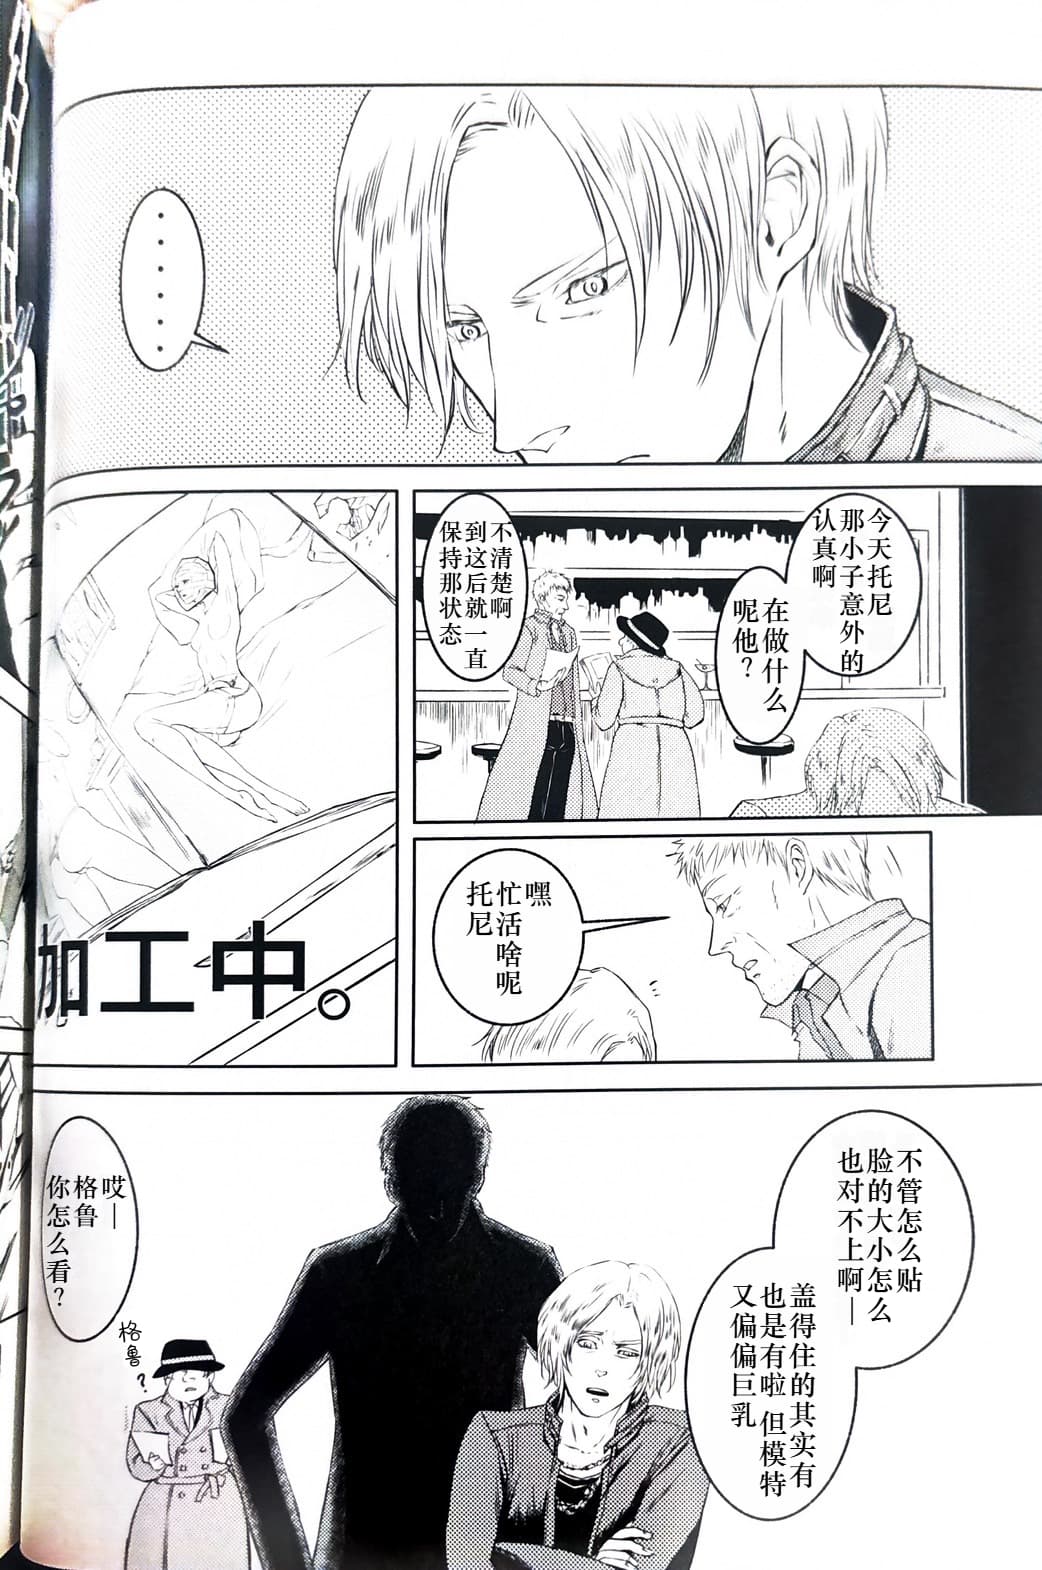 ・・・・・・・
今天托尼
那小子意外的
认真啊
在做什么
呢他？
不清楚啊
到这后就一直
保持那状态
嘿
忙活啥呢
托尼
加工中。
不管怎么贴
脸的大小怎么
也对不上啊—
盖得住的其实有
也是有啦 但模特
又偏偏巨乳
哎—
格鲁
你怎么看？
格鲁？